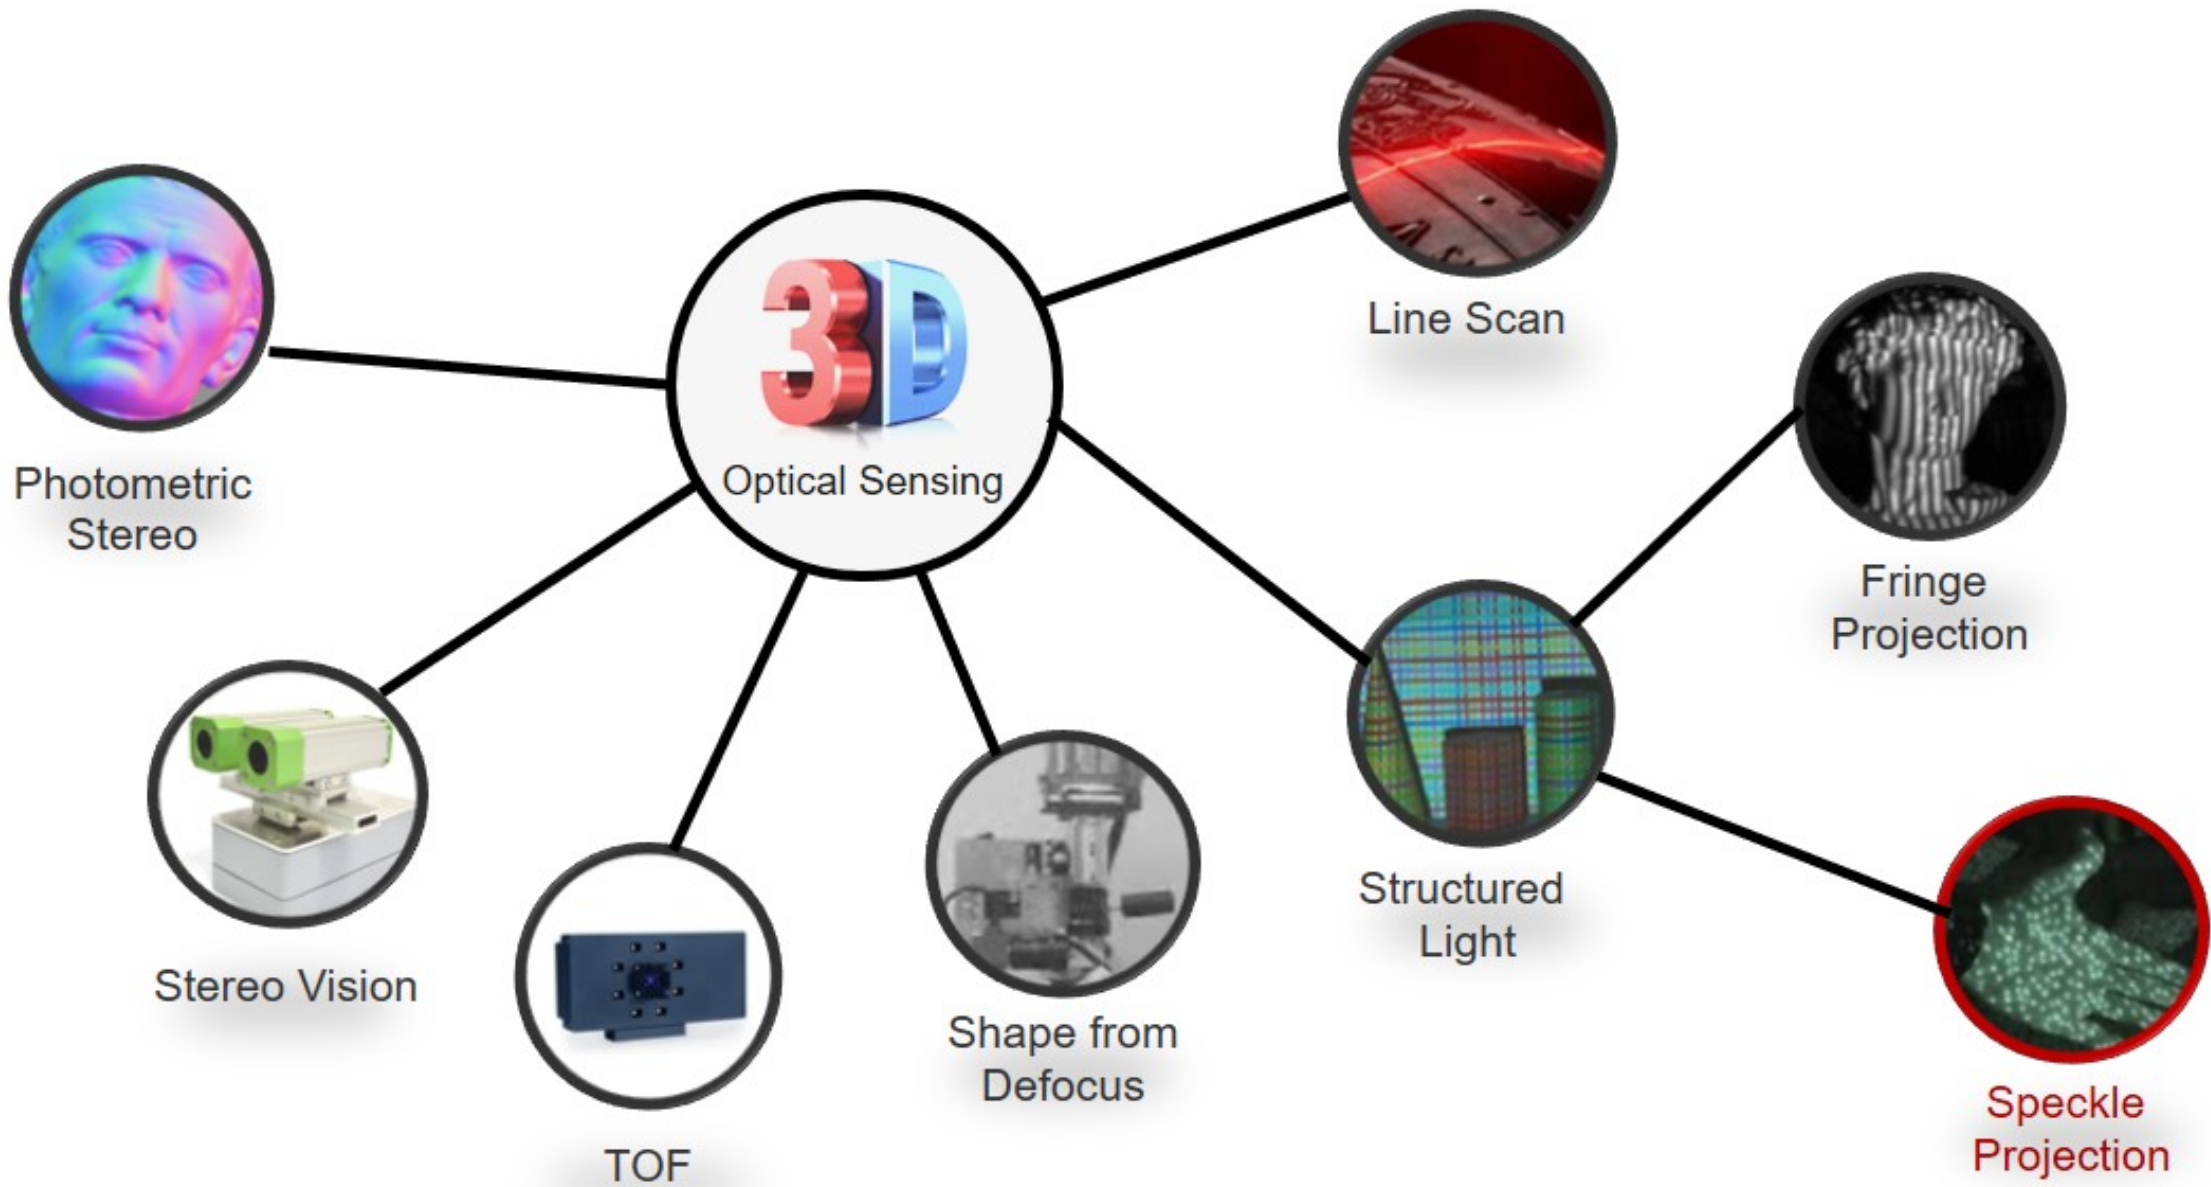 3D
Optical Sensing
Line Scan
Photometric
Stereo
Fringe
Projection
Stereo Vision
TOF
Shape from
Defocus
Structured
Light
Speckle
Projection